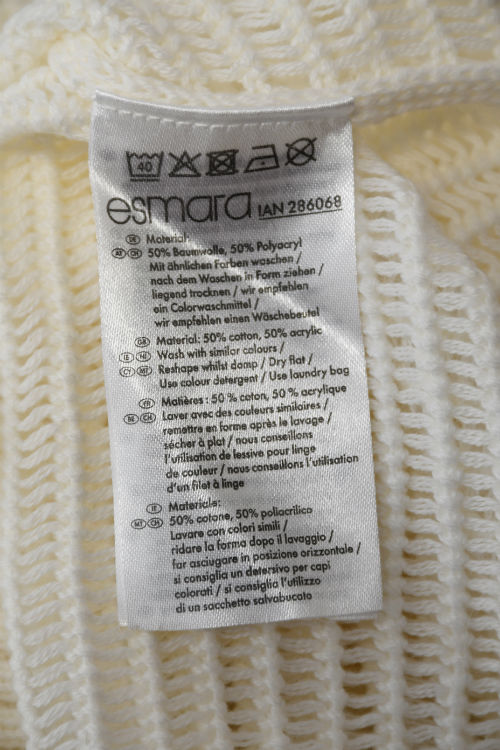 40
esmara IAN 286068
DE Material:
AT CH 50% Baumwolle, 50% Polyacryl
Mit ähnlichen Farben waschen /
nach dem Waschen in Form ziehen /
liegend trocknen / wir empfehlen
ein Colorwaschmittel /
wir empfehlen einen Wäschebeutel
GB Material: 50% cotton, 50% acrylic
IE NI Wash with similar colours /
CY MT Reshape whilst damp / Dry flat /
Use colour detergent / Use laundry bag
FR Matières : 50 % coton, 50 % acrylique
BE CH Laver avec des couleurs similaires /
remettre en forme après le lavage /
sécher à plat / nous conseillons
l'utilisation de lessive pour linge
de couleur / nous conseillons l'utilisation
d'un filet à linge
IT Materiale:
MT CH 50% cotone, 50% poliacrilico
Lavare con colori simili /
ridare la forma dopo il lavaggio /
far asciugare in posizione orizzontale /
si consiglia un detersivo per capi
colorati / si consiglia l'utilizzo
di un sacchetto salvabucato